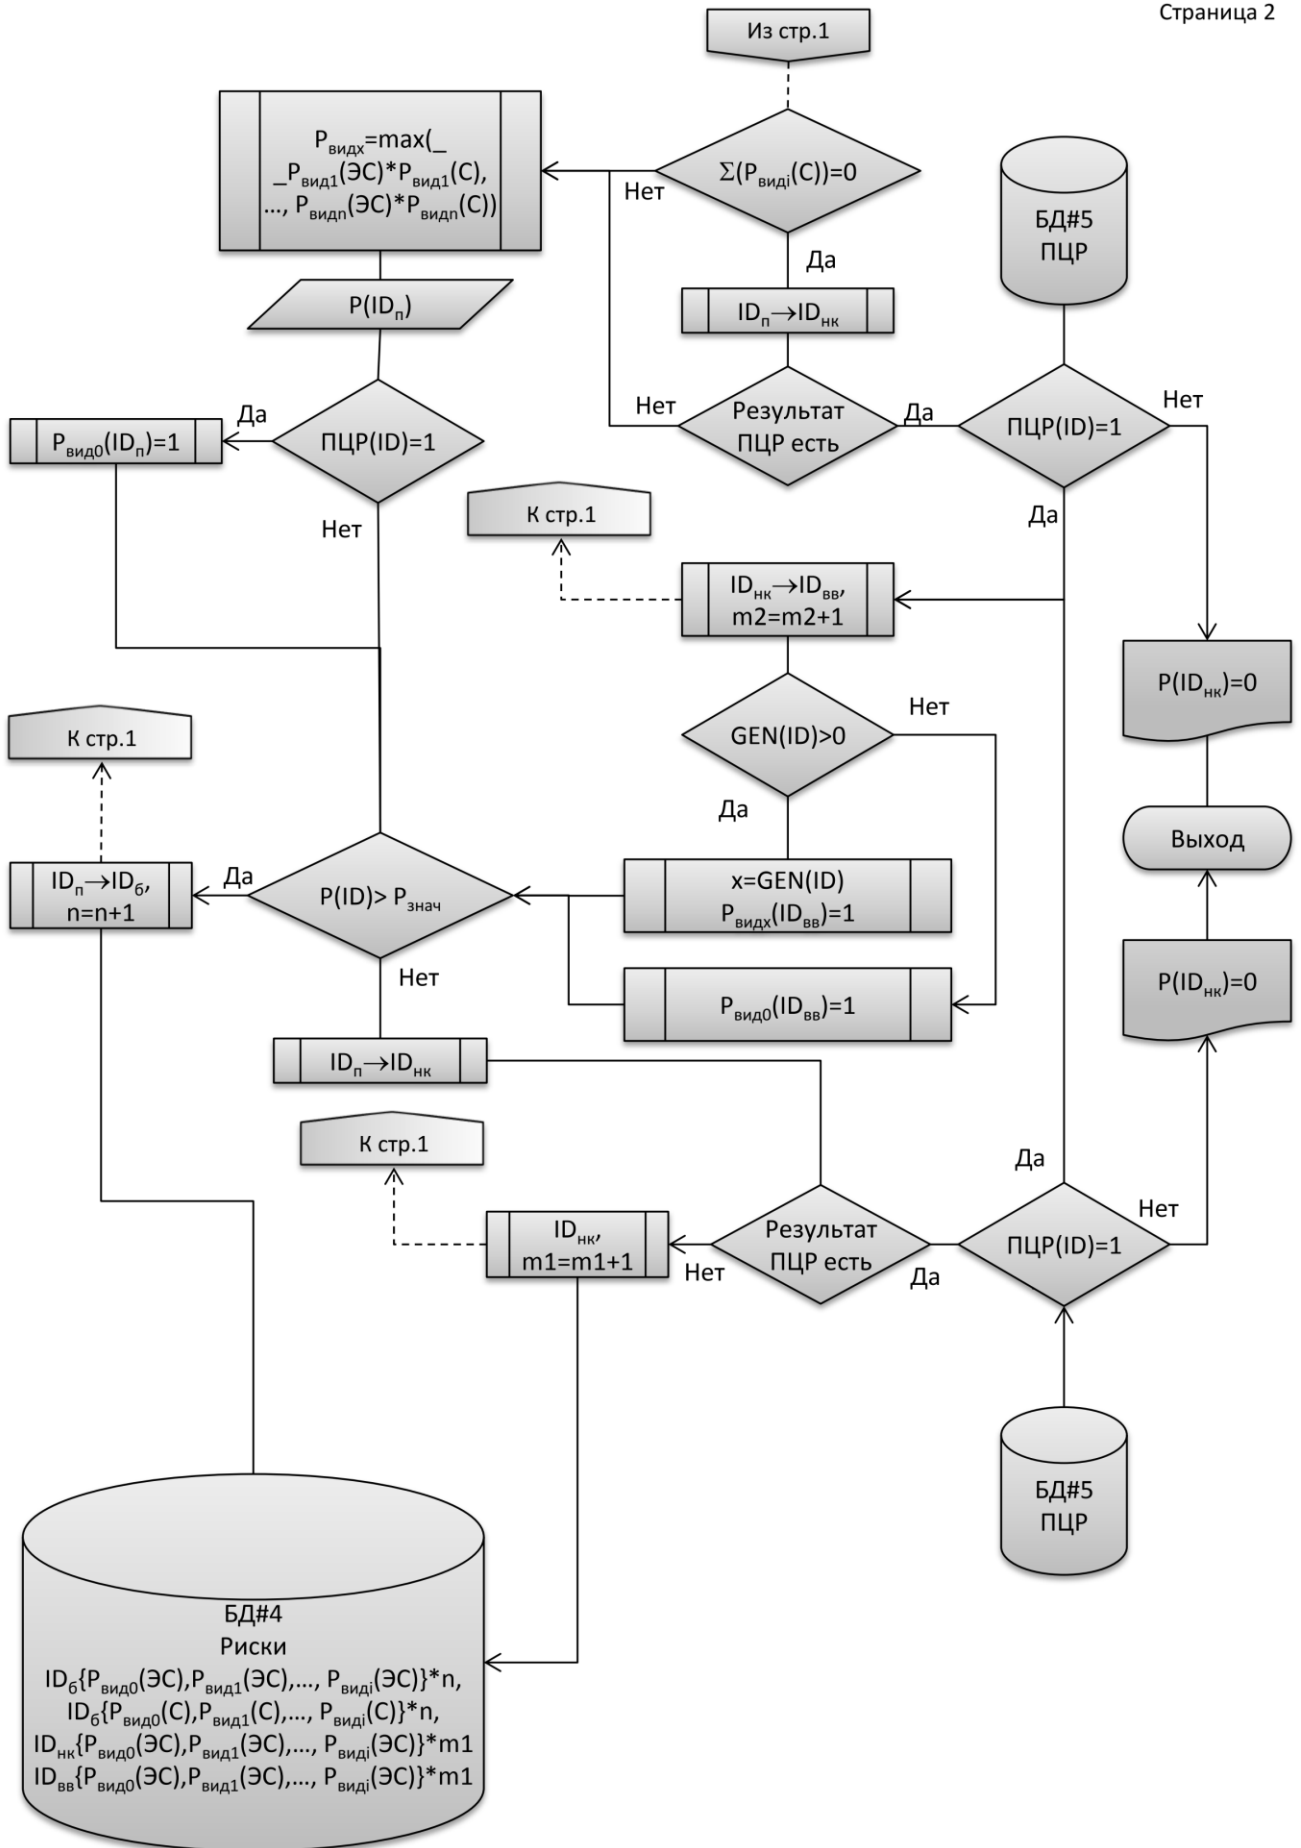 Страница 2
Из стр.1
Pвидx=max(_
_Pвид1(ЭС)*Pвид1(С),
..., Pвидn(ЭС)*Pвидn(С))
Σ(Pвидi(С))=0
Нет
Да
БД#5
ПЦР
P(IDп)
IDп→IDнк
Да
Pвид0(IDп)=1
ПЦР(ID)=1
Нет
Нет
Результат
ПЦР есть
Да
ПЦР(ID)=1
Нет
Да
К стр.1
IDнк→IDвв,
m2=m2+1
P(IDнк)=0
К стр.1
GEN(ID)>0
Нет
Да
Выход
IDп→IDб,
n=n+1
Да
P(ID)> Pзнач
Нет
x=GEN(ID)
Pвидx(IDвв)=1
Pвид0(IDвв)=1
P(IDнк)=0
IDп→IDнк
К стр.1
IDнк,
m1=m1+1
Нет
Результат
ПЦР есть
Да
Да
ПЦР(ID)=1
Нет
БД#5
ПЦР
БД#4
Риски
IDб{Pвид0(ЭС),Pвид1(ЭС),..., Pвидi(ЭС)}*n,
IDб{Pвид0(С),Pвид1(С),..., Pвидi(С)}*n,
IDнк{Pвид0(ЭС),Pвид1(ЭС),..., Pвидi(ЭС)}*m1
IDвв{Pвид0(ЭС),Pвид1(ЭС),..., Pвидi(ЭС)}*m1